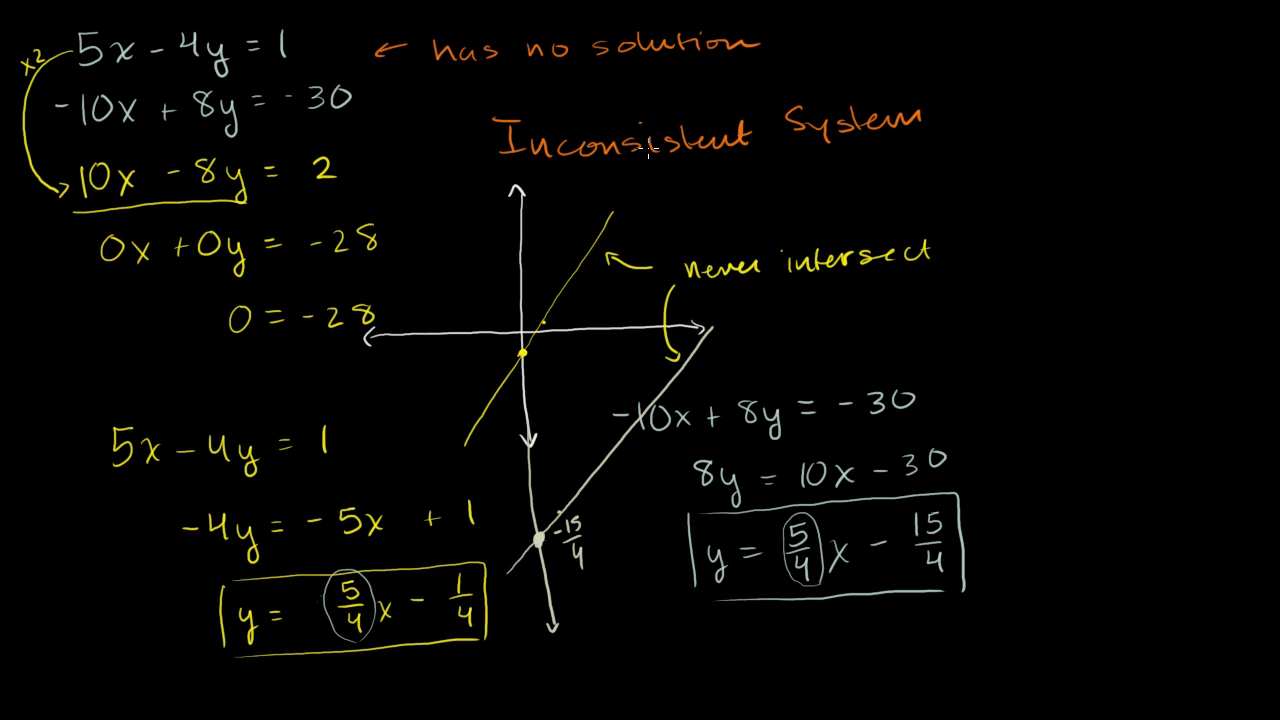 x2
5x - 4y = 1 ← has no solution
-10x + 8y = -30
Inconsistent System
10x - 8y = 2
0x + 0y = -28
never intersect
0 = -28
-10x + 8y = -30
5x - 4y = 1
8y = 10x - 30
-4y = -5x + 1
-15/4
y = 5/4 x - 15/4
y = 5/4 x - 1/4